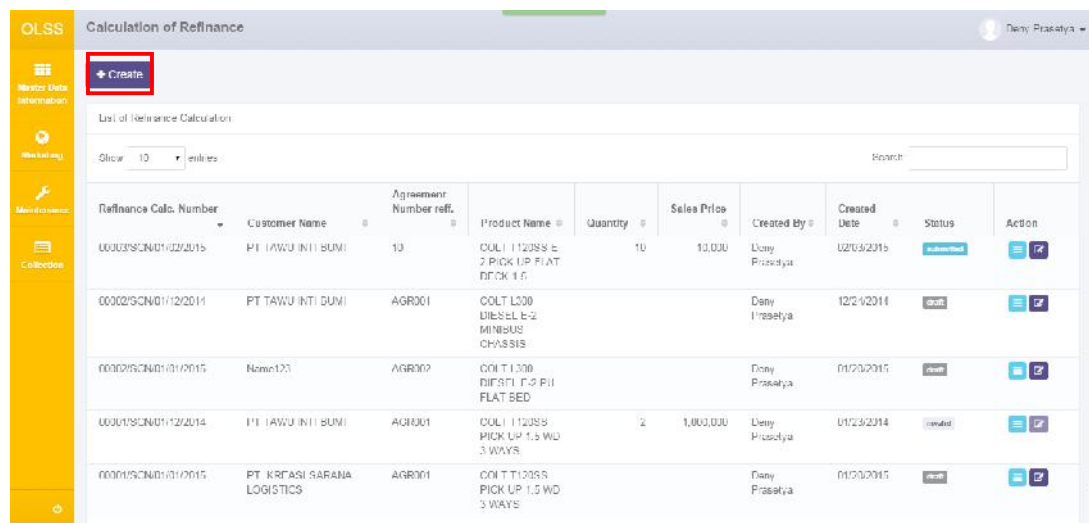 OLSS
Calculation of Refinance
Deny Prasetya
Master Data
Information
Marketing
Maintenance
Collection
+ Create
List of Refinance Calculation
Show 10 entries
Search
Refinance Calc. Number
Customer Name
Agreement
Number reff.
Product Name
Quantity
Sales Price
Created By
Created
Date
Status
Action
00003/SCN/01/02/2015
PT TAWU INTI BUMI
10
COLT T120SS E
2 PICK UP FLAT
DECK 1.5
10
10,000
Deny
Prasetya
02/03/2015
submitted
00002/SCN/01/12/2014
PT TAWU INTI BUMI
AGR001
COLT L300
DIESEL E-2
MINIBUS
CHASSIS
Deny
Prasetya
12/24/2014
draft
00002/SCN/01/01/2015
Name123
AGR002
COLT L300
DIESEL E-2 PU
FLAT BED
Deny
Prasetya
01/20/2015
draft
00001/SCN/01/12/2014
PT TAWU INTI BUMI
AGR001
COLT T120SS
PICK UP 1.5 WD
3 WAYS
2
1,000,000
Deny
Prasetya
01/23/2014
00001/SCN/01/01/2015
PT. KREASI SARANA
LOGISTICS
AGR001
COLT T120SS
PICK UP 1.5 WD
3 WAYS
Deny
Prasetya
01/20/2015
draft